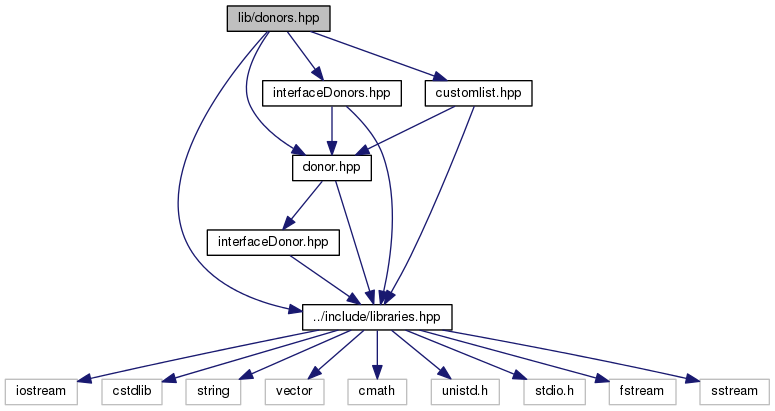 lib/donors.hpp
interfaceDonors.hpp
customlist.hpp
donor.hpp
interfaceDonor.hpp
../include/libraries.hpp
iostream
cstdlib
string
vector
cmath
unistd.h
stdio.h
fstream
sstream